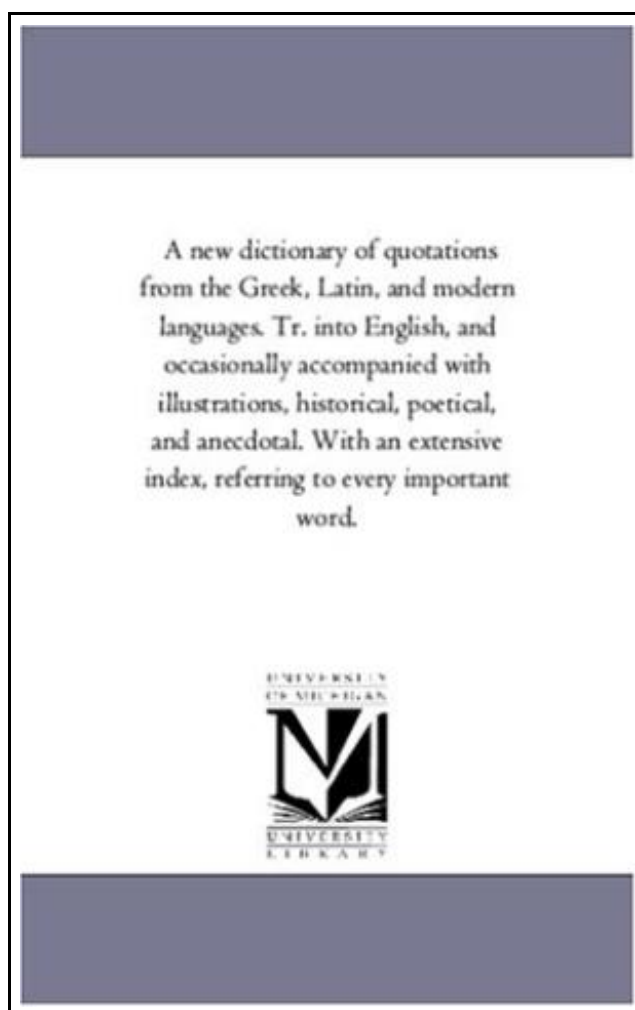 A new dictionary of quotations
from the Greek, Latin, and modern
languages. Tr. into English, and
occasionally accompanied with
illustrations, historical, poetical,
and anecdotal. With an extensive
index, referring to every important
word.
UNIVERSITY
OF MICHIGAN
UNIVERSITY
LIBRARY